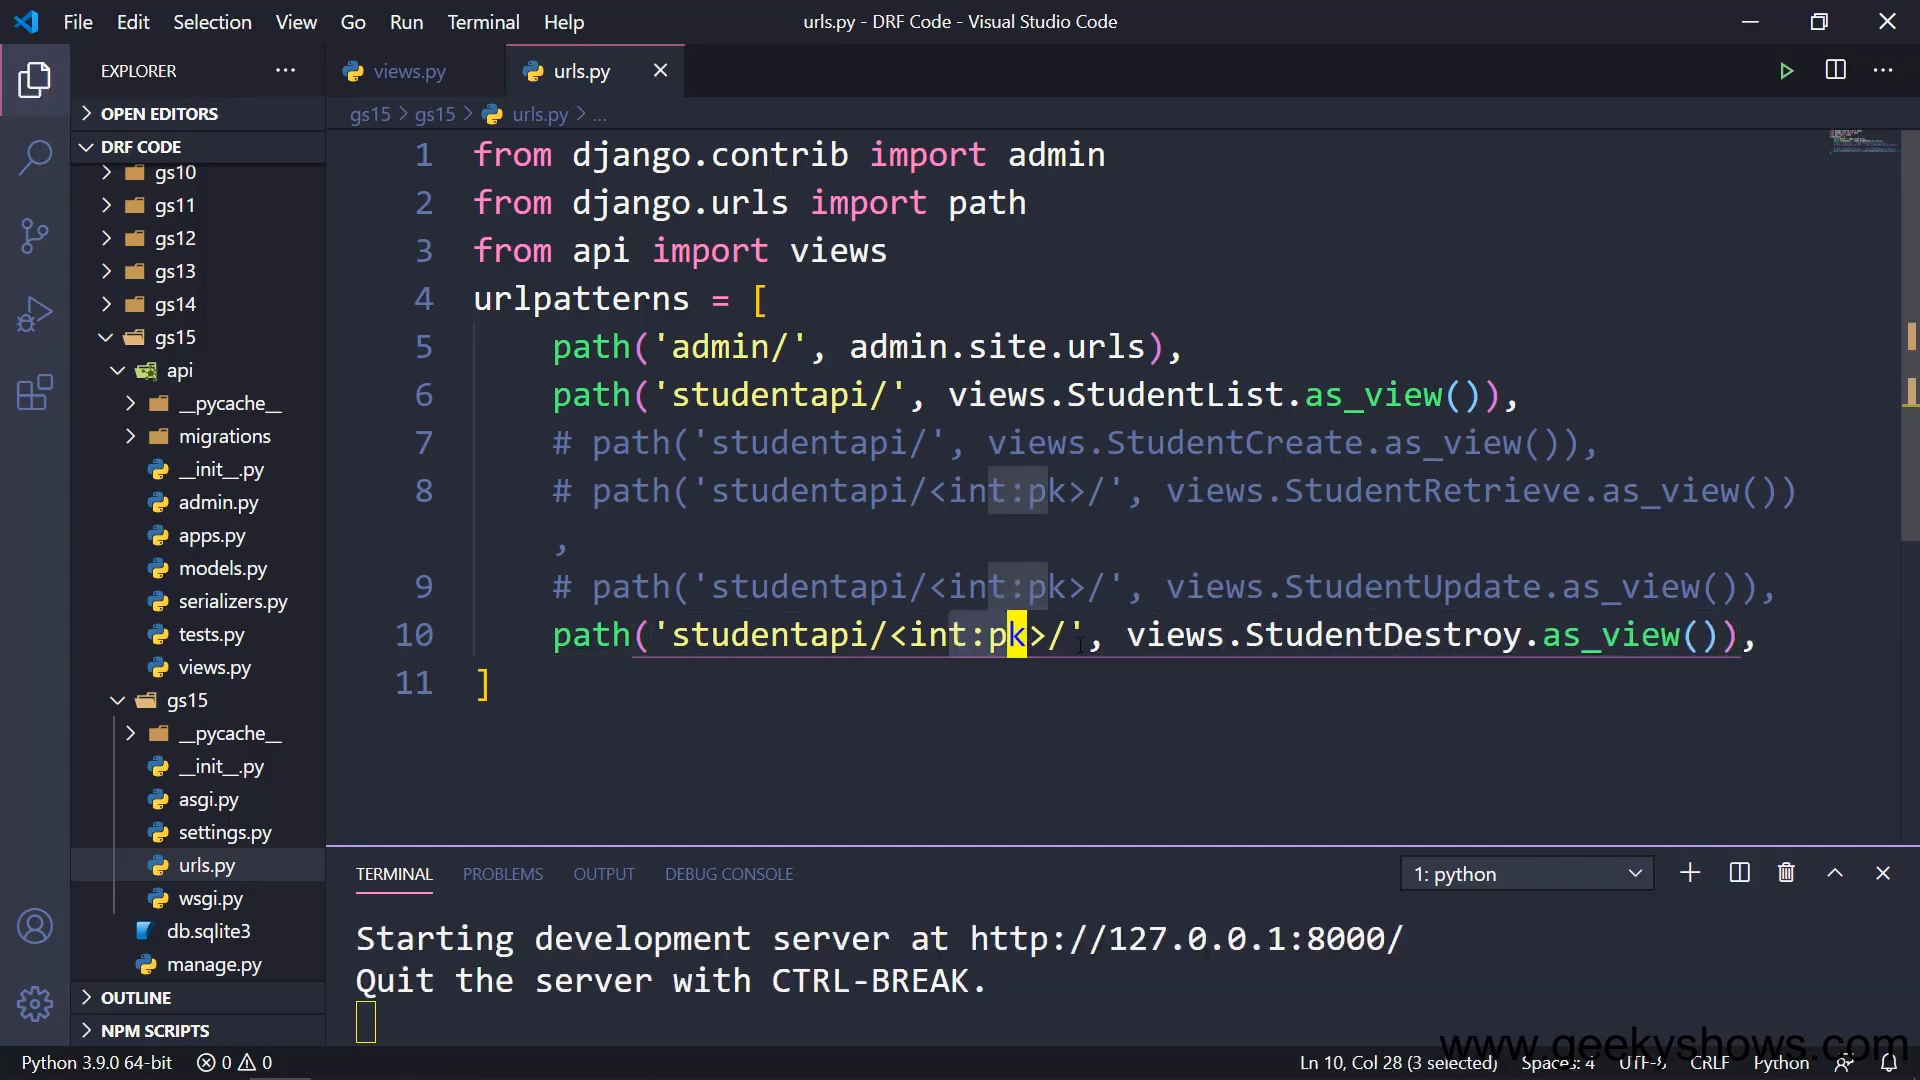 File Edit Selection View Go Run Terminal Help
urls.py - DRF Code - Visual Studio Code
EXPLORER
views.py
urls.py
OPEN EDITORS
gs15 > gs15 > urls.py > ...
DRF CODE
gs10
gs11
gs12
gs13
gs14
gs15
api
__pycache__
migrations
__init__.py
admin.py
apps.py
models.py
serializers.py
tests.py
views.py
gs15
__pycache__
__init__.py
asgi.py
settings.py
urls.py
wsgi.py
db.sqlite3
manage.py
OUTLINE
NPM SCRIPTS
1 from django.contrib import admin
2 from django.urls import path
3 from api import views
4 urlpatterns = [
5 path('admin/', admin.site.urls),
6 path('studentapi/', views.StudentList.as_view()),
7 # path('studentapi/', views.StudentCreate.as_view()),
8 # path('studentapi/<int:pk>/', views.StudentRetrieve.as_view())
,
9 # path('studentapi/<int:pk>/', views.StudentUpdate.as_view()),
10 path('studentapi/<int:pk>/', views.StudentDestroy.as_view()),
11 ]
TERMINAL PROBLEMS OUTPUT DEBUG CONSOLE
1: python
Starting development server at http://127.0.0.1:8000/
Quit the server with CTRL-BREAK.
www.geekyshows.com
Python 3.9.0 64-bit 0 0
Ln 10, Col 28 (3 selected) Spaces: 4 UTF-8 CRLF Python